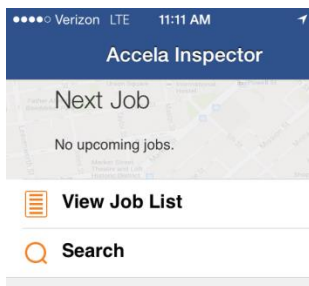 Verizon LTE 11:11 AM
Accela Inspector
Next Job
No upcoming jobs.
View Job List
Search